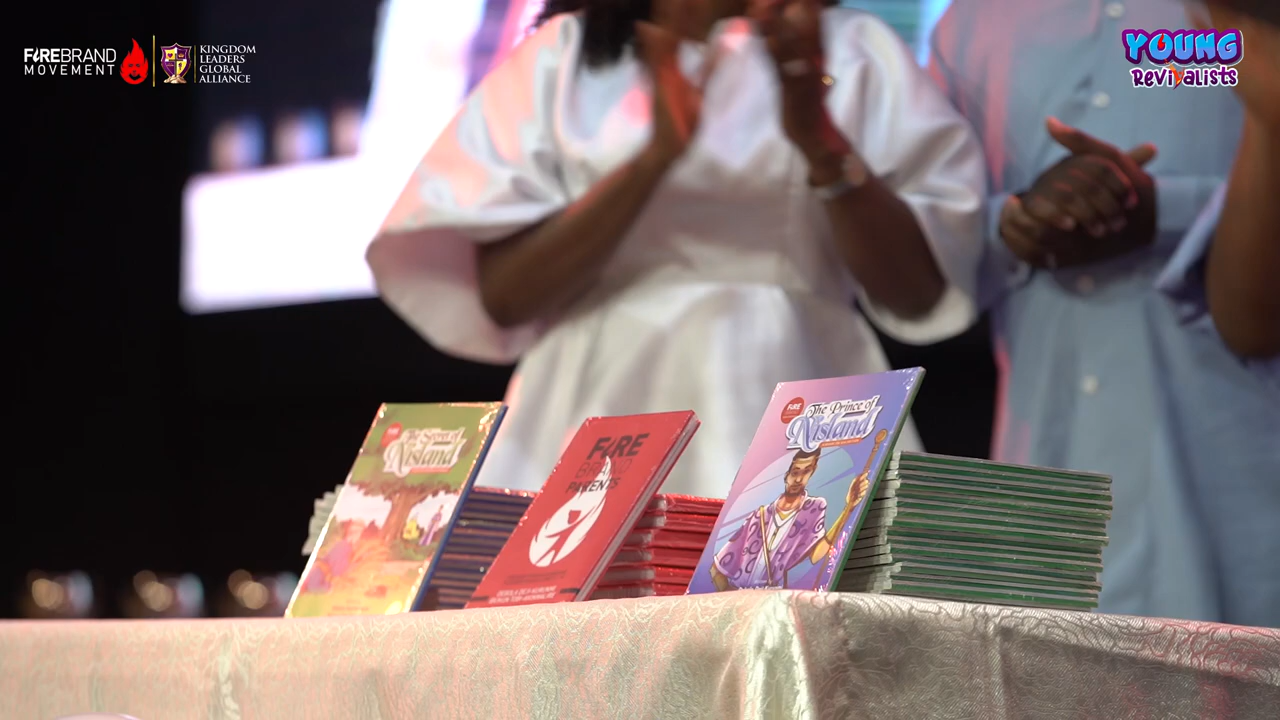 FIREBRAND
MOVEMENT
KINGDOM
LEADERS
GLOBAL
ALLIANCE
YOUNG
Revivalists
The Secret of
Nisland
FIRE
BRAND
PARENTS
FIRE
The Prince of
Nisland